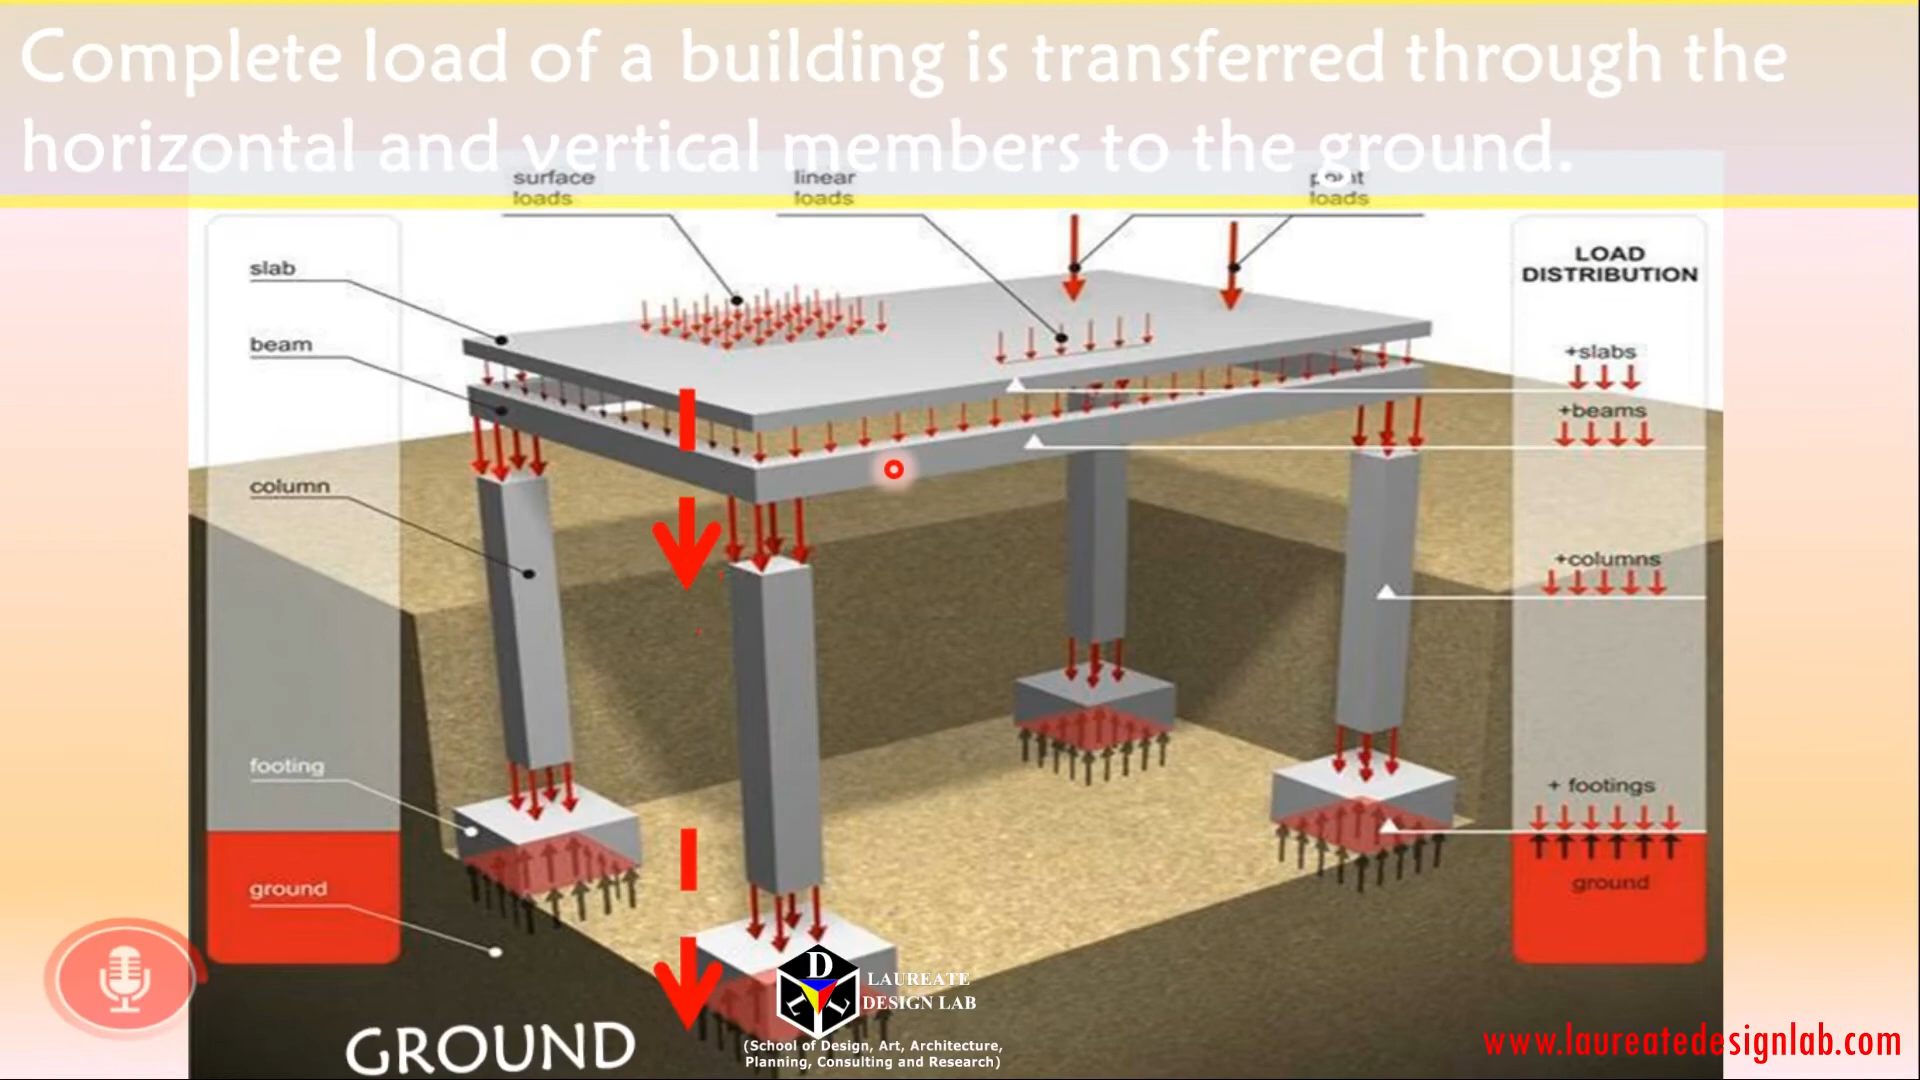 Complete load of a building is transferred through the
horizontal and vertical members to the ground.
surface
loads
linear
loads
point
loads
slab
beam
column
footing
ground
LOAD
DISTRIBUTION
+slabs
+beams
+columns
+ footings
ground
GROUND
D
L L
LAUREATE
DESIGN LAB
(School of Design, Art, Architecture,
Planning, Consulting and Research)
www.laureatedesignlab.com